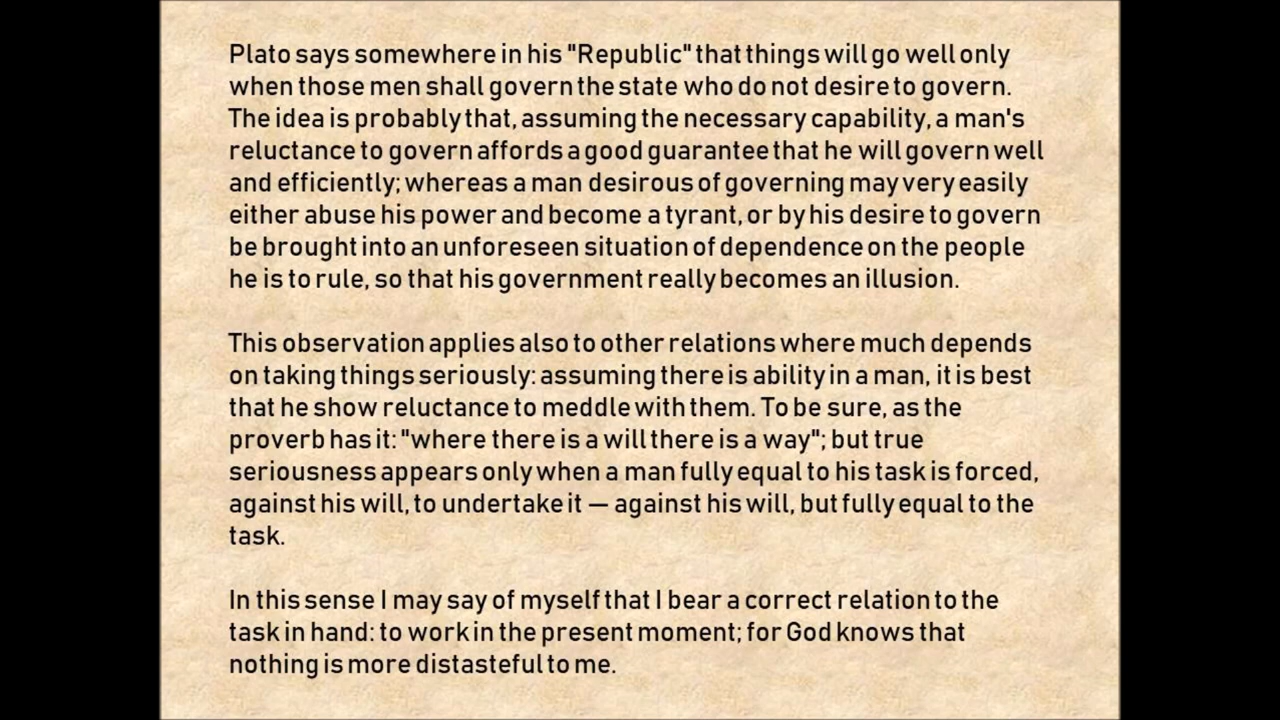 Plato says somewhere in his "Republic" that things will go well only
when those men shall govern the state who do not desire to govern.
The idea is probably that, assuming the necessary capability, a man's
reluctance to govern affords a good guarantee that he will govern well
and efficiently; whereas a man desirous of governing may very easily
either abuse his power and become a tyrant, or by his desire to govern
be brought into an unforeseen situation of dependence on the people
he is to rule, so that his government really becomes an illusion.
This observation applies also to other relations where much depends
on taking things seriously: assuming there is ability in a man, it is best
that he show reluctance to meddle with them. To be sure, as the
proverb has it: "where there is a will there is a way"; but true
seriousness appears only when a man fully equal to his task is forced,
against his will, to undertake it — against his will, but fully equal to the
task.
In this sense I may say of myself that I bear a correct relation to the
task in hand: to work in the present moment; for God knows that
nothing is more distasteful to me.